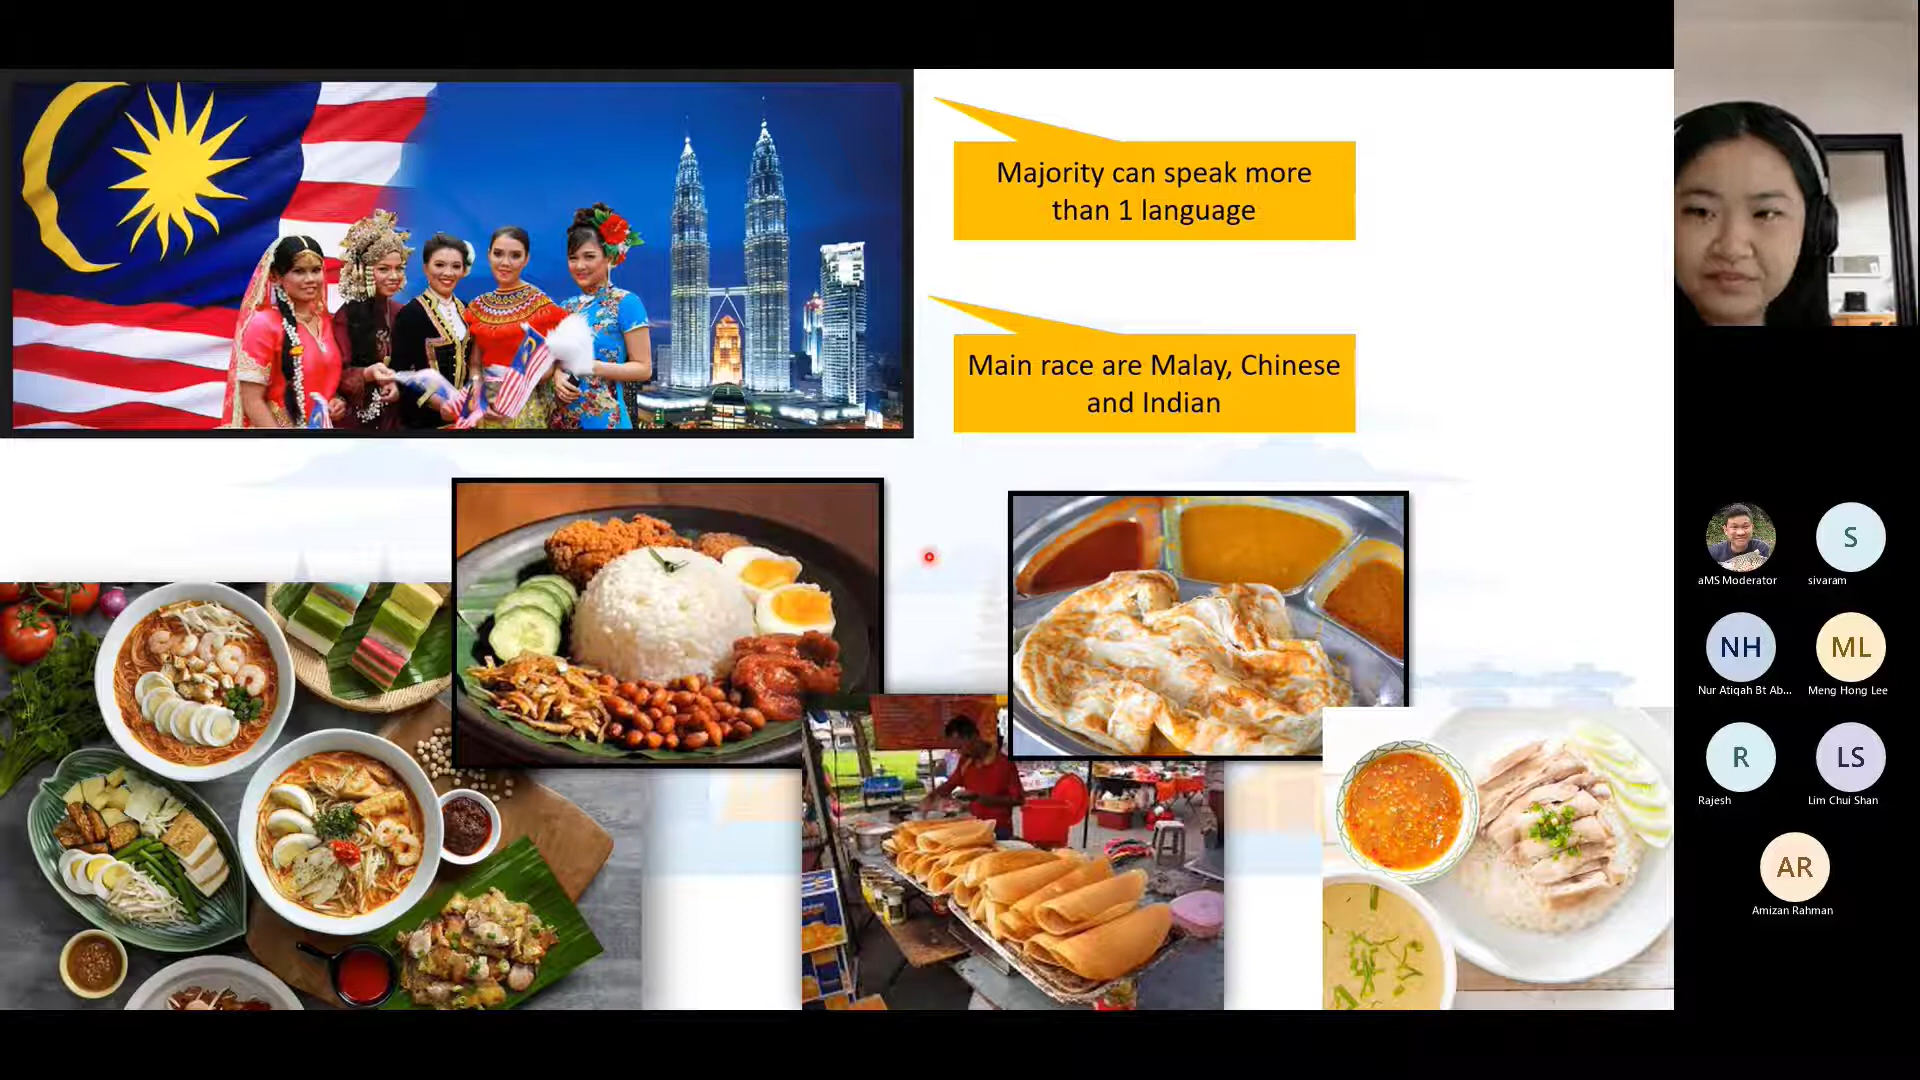 Majority can speak more
than 1 language
Main race are Malay, Chinese
and Indian
aMS Moderator
S
sivaram
NH
Nur Atiqah Bt Ab...
ML
Meng Hong Lee
R
Rajesh
LS
Lim Chui Shan
AR
Amizan Rahman